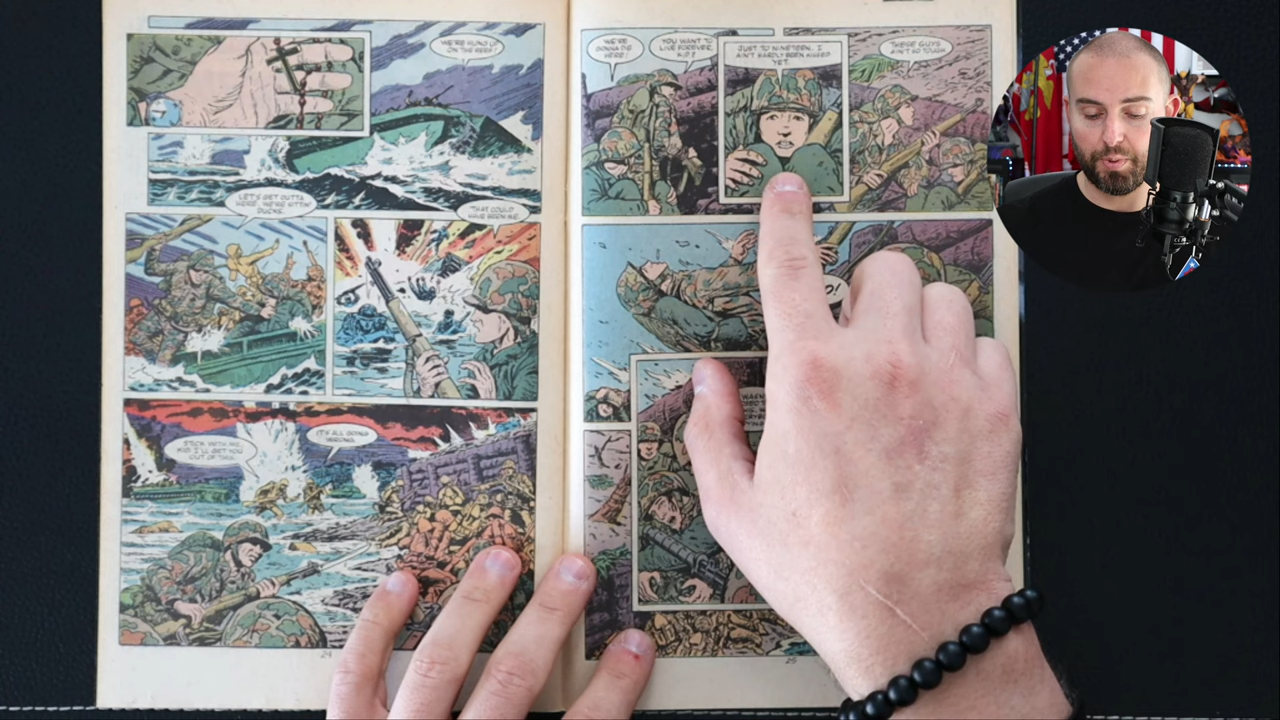 WE'RE HUNG UP
ON THE REEF!
LET'S GET OUTTA
HERE, WE'RE SITTIN'
DUCKS.
THAT COULD
HAVE BEEN ME.
STICK WITH ME,
KID. I'LL GET YOU
OUT OF THIS.
IT'S ALL GOING
WRONG.
24
WE'RE
GONNA DIE
HERE!
YOU WANT TO
LIVE FOREVER,
KID?
JUST TO NINETEEN. I
AIN'T HARDLY BEEN KISSED
YET.
THESE GUYS
AIN'T SO TOUGH.
25